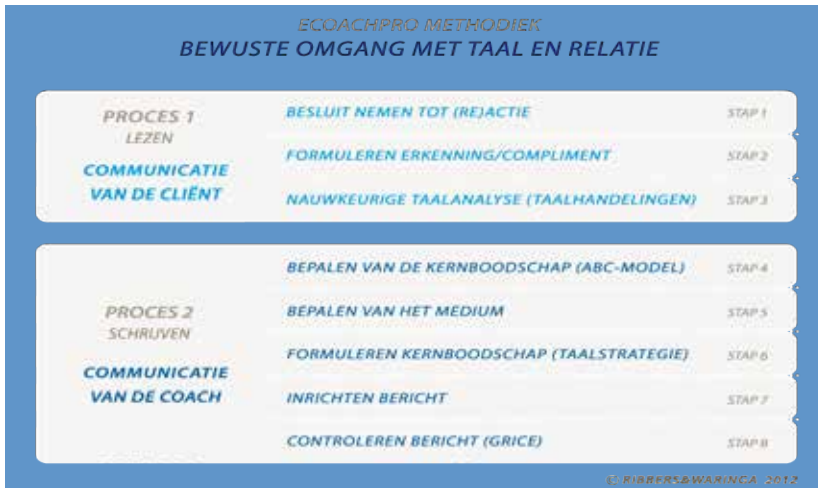 ECOACHPRO METHODIEK
BEWUSTE OMGANG MET TAAL EN RELATIE
PROCES 1
LEZEN
COMMUNICATIE
VAN DE CLIËNT
BESLUIT NEMEN TOT (RE)ACTIE STAP 1
FORMULEREN ERKENNING/COMPLIMENT STAP 2
NAUWKEURIGE TAALANALYSE (TAALHANDELINGEN) STAP 3
PROCES 2
SCHRIJVEN
COMMUNICATIE
VAN DE COACH
BEPALEN VAN DE KERNBOODSCHAP (ABC-MODEL) STAP 4
BEPALEN VAN HET MEDIUM STAP 5
FORMULEREN KERNBOODSCHAP (TAALSTRATEGIE) STAP 6
INRICHTEN BERICHT STAP 7
CONTROLEREN BERICHT (GRICE) STAP 8
© 2012